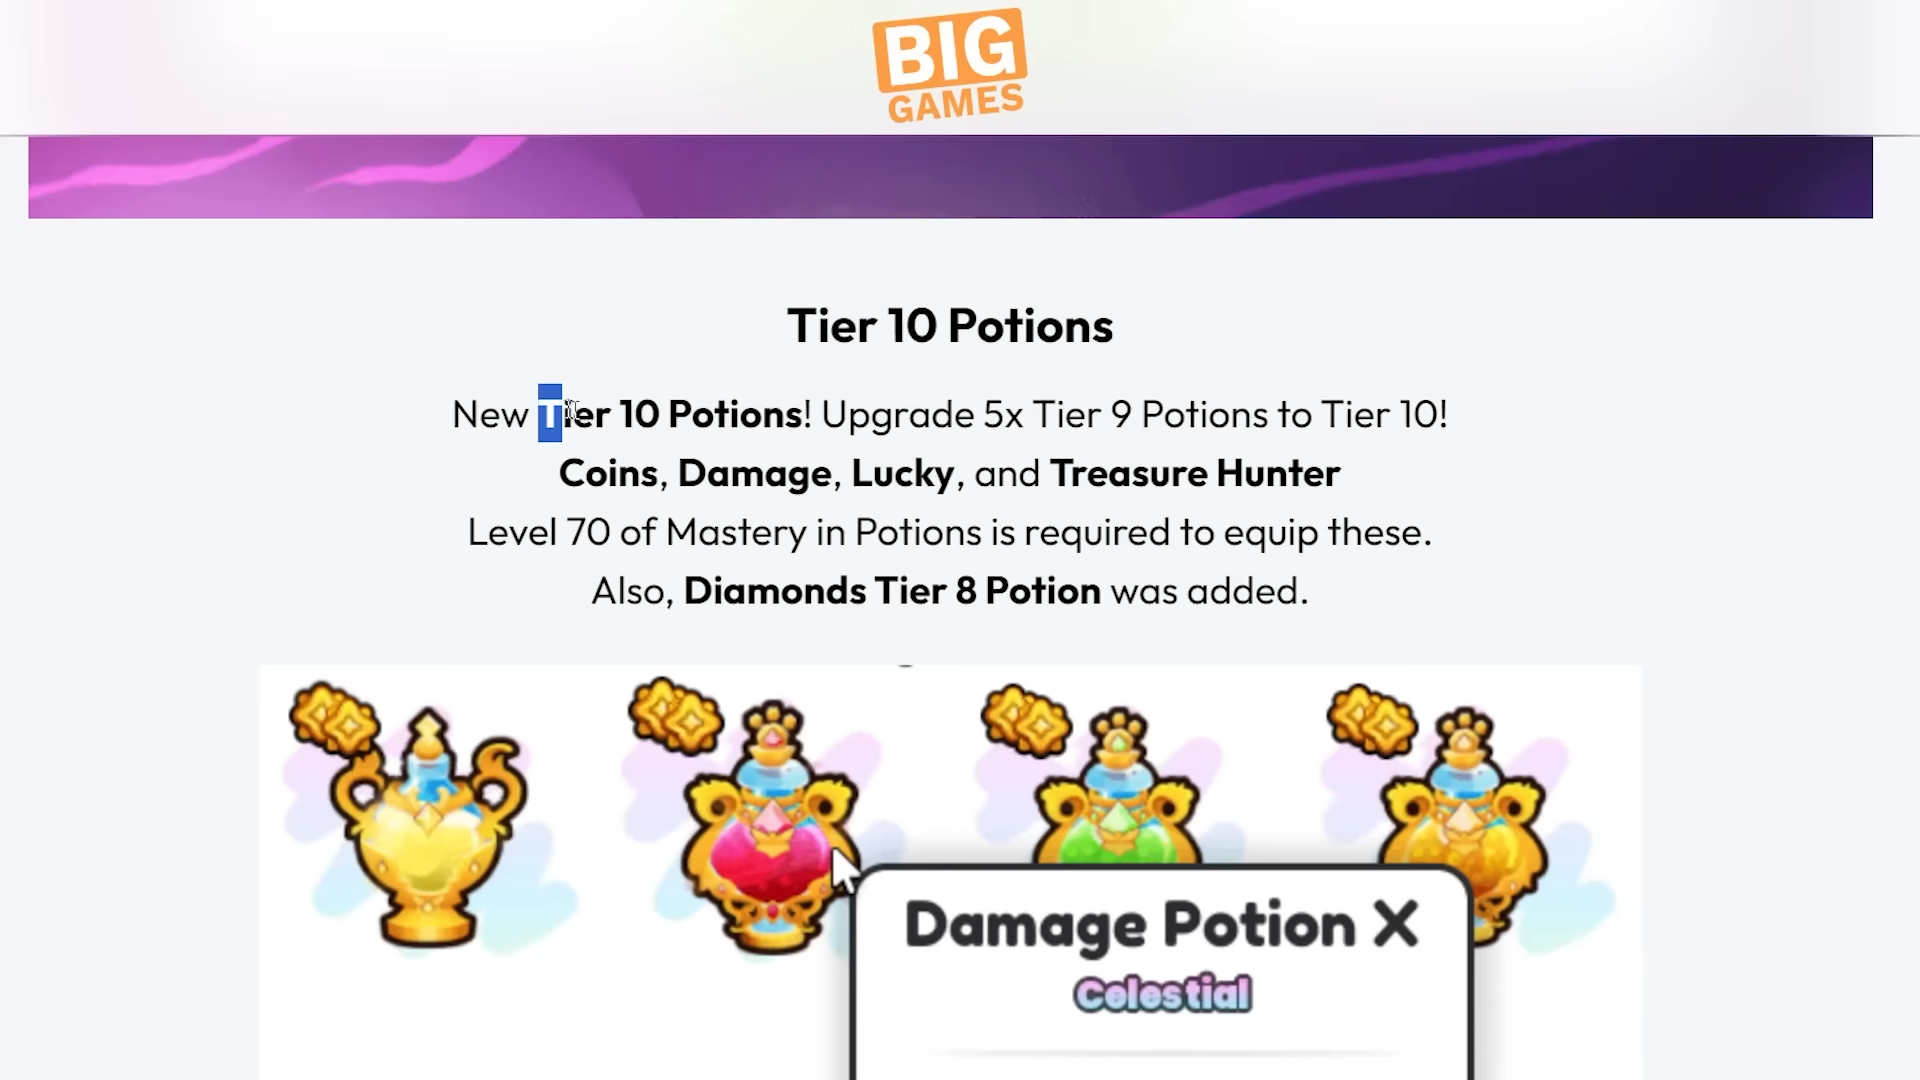 BIG
GAMES
Tier 10 Potions
New Tier 10 Potions! Upgrade 5x Tier 9 Potions to Tier 10!
Coins, Damage, Lucky, and Treasure Hunter
Level 70 of Mastery in Potions is required to equip these.
Also, Diamonds Tier 8 Potion was added.
Damage Potion X
Celestial